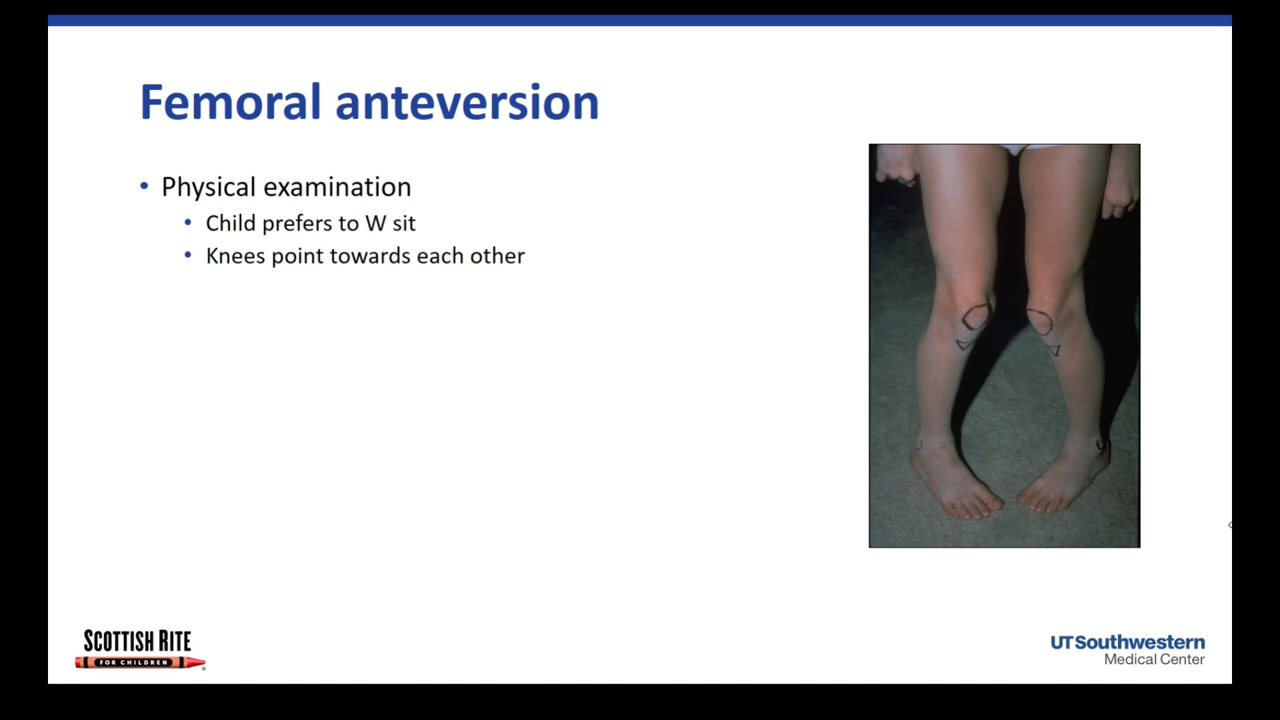 Femoral anteversion
• Physical examination
• Child prefers to W sit
• Knees point towards each other
SCOTTISH RITE
FOR CHILDREN
UTSouthwestern
Medical Center